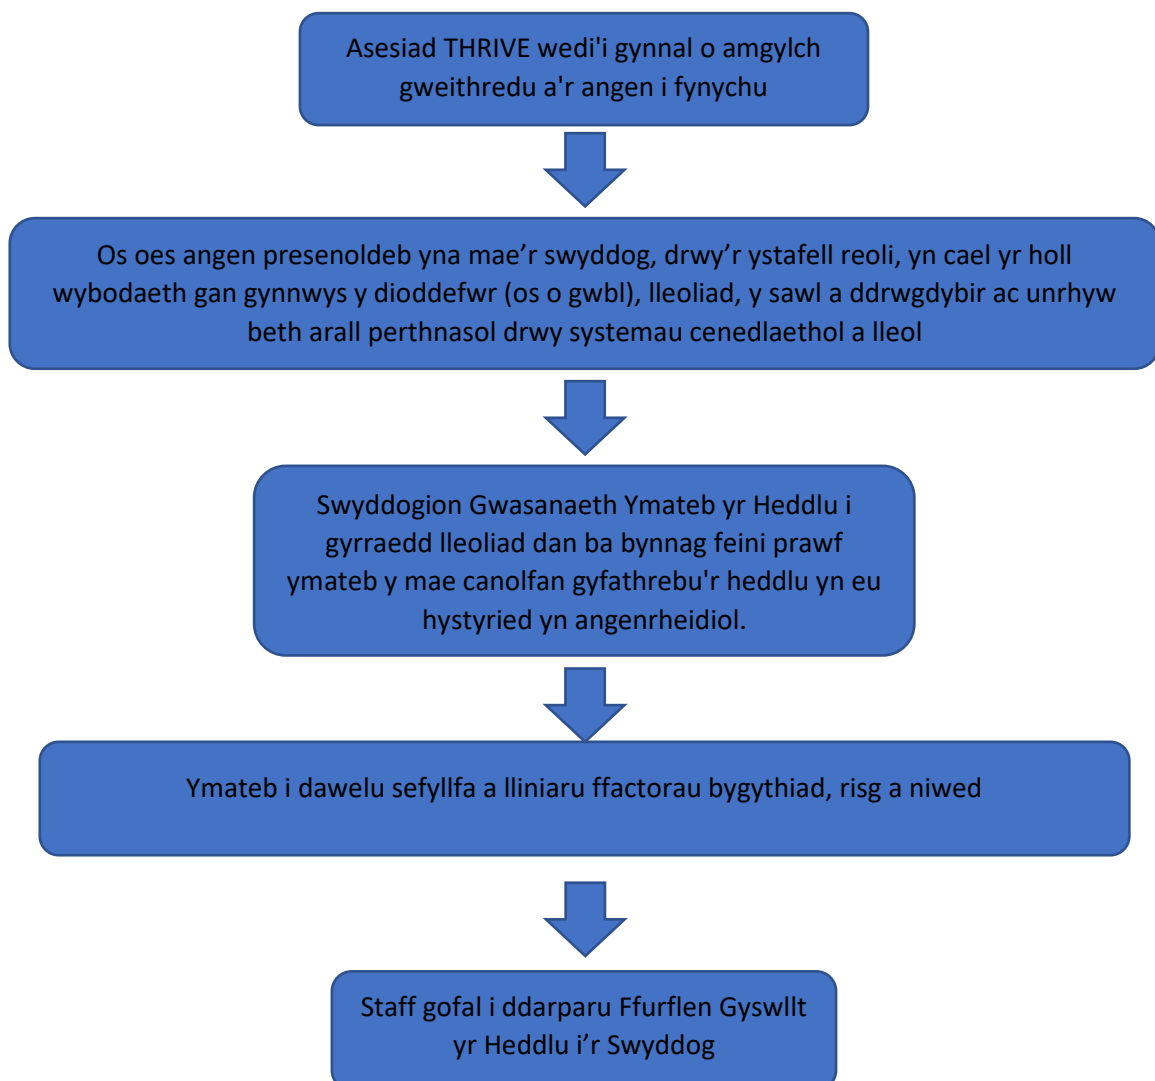 Asesiad THRIVE wedi'i gynnal o amgylch
gweithredu a'r angen i fynychu
Os oes angen presenoldeb yna mae’r swyddog, drwy’r ystafell reoli, yn cael yr holl
wybodaeth gan gynnwys y dioddefwr (os o gwbl), lleoliad, y sawl a ddrwgdybir ac unrhyw
beth arall perthnasol drwy systemau cenedlaethol a lleol
Swyddogion Gwasanaeth Ymateb yr Heddlu i
gyrraedd lleoliad dan ba bynnag feini prawf
ymateb y mae canolfan gyfathrebu'r heddlu yn eu
hystyried yn angenrheidiol.
Ymateb i dawelu sefyllfa a lliniaru ffactorau bygythiad, risg a niwed
Staff gofal i ddarparu Ffurflen Gyswllt
yr Heddlu i’r Swyddog